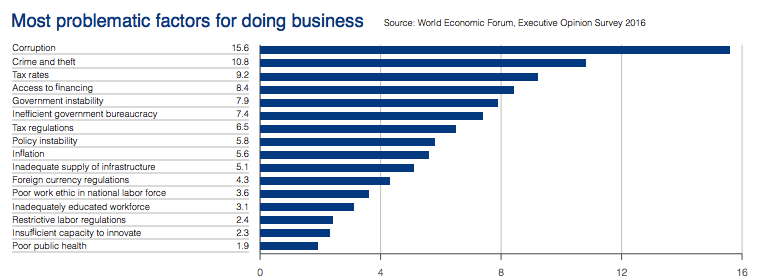 Most problematic factors for doing business Source: World Economic Forum, Executive Opinion Survey 2016
Corruption 15.6
Crime and theft 10.8
Tax rates 9.2
Access to financing 8.4
Government instability 7.9
Inefficient government bureaucracy 7.4
Tax regulations 6.5
Policy instability 5.8
Inflation 5.6
Inadequate supply of infrastructure 5.1
Foreign currency regulations 4.3
Poor work ethic in national labor force 3.6
Inadequately educated workforce 3.1
Restrictive labor regulations 2.4
Insufficient capacity to innovate 2.3
Poor public health 1.9
0 4 8 12 16